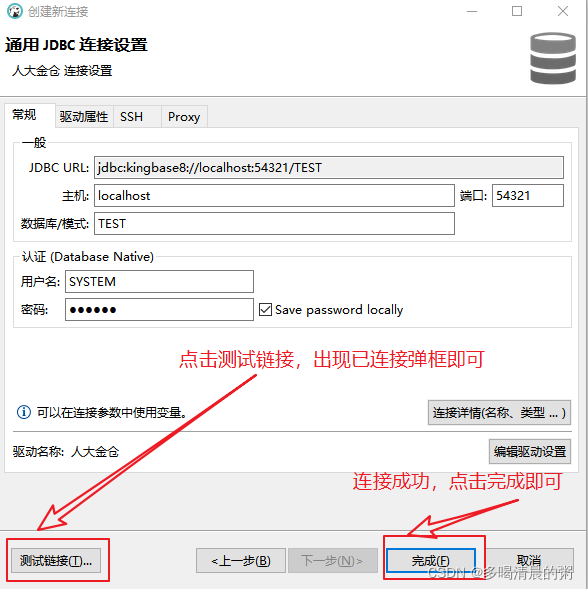 创建新连接
通用 JDBC 连接设置
人大金仓 连接设置
常规 驱动属性 SSH Proxy
一般
JDBC URL: jdbc:kingbase8://localhost:54321/TEST
主机: localhost 端口: 54321
数据库/模式: TEST
认证 (Database Native)
用户名: SYSTEM
密码: ●●●●●● Save password locally
点击测试链接，出现已连接弹框即可
可以在连接参数中使用变量。 连接详情(名称、类型 ... )
驱动名称: 人大金仓 编辑驱动设置
连接成功，点击完成即可
测试链接(T)... <上一步(B) 下一步(N)> 完成(F) 取消
CSDN @多喝清晨的粥